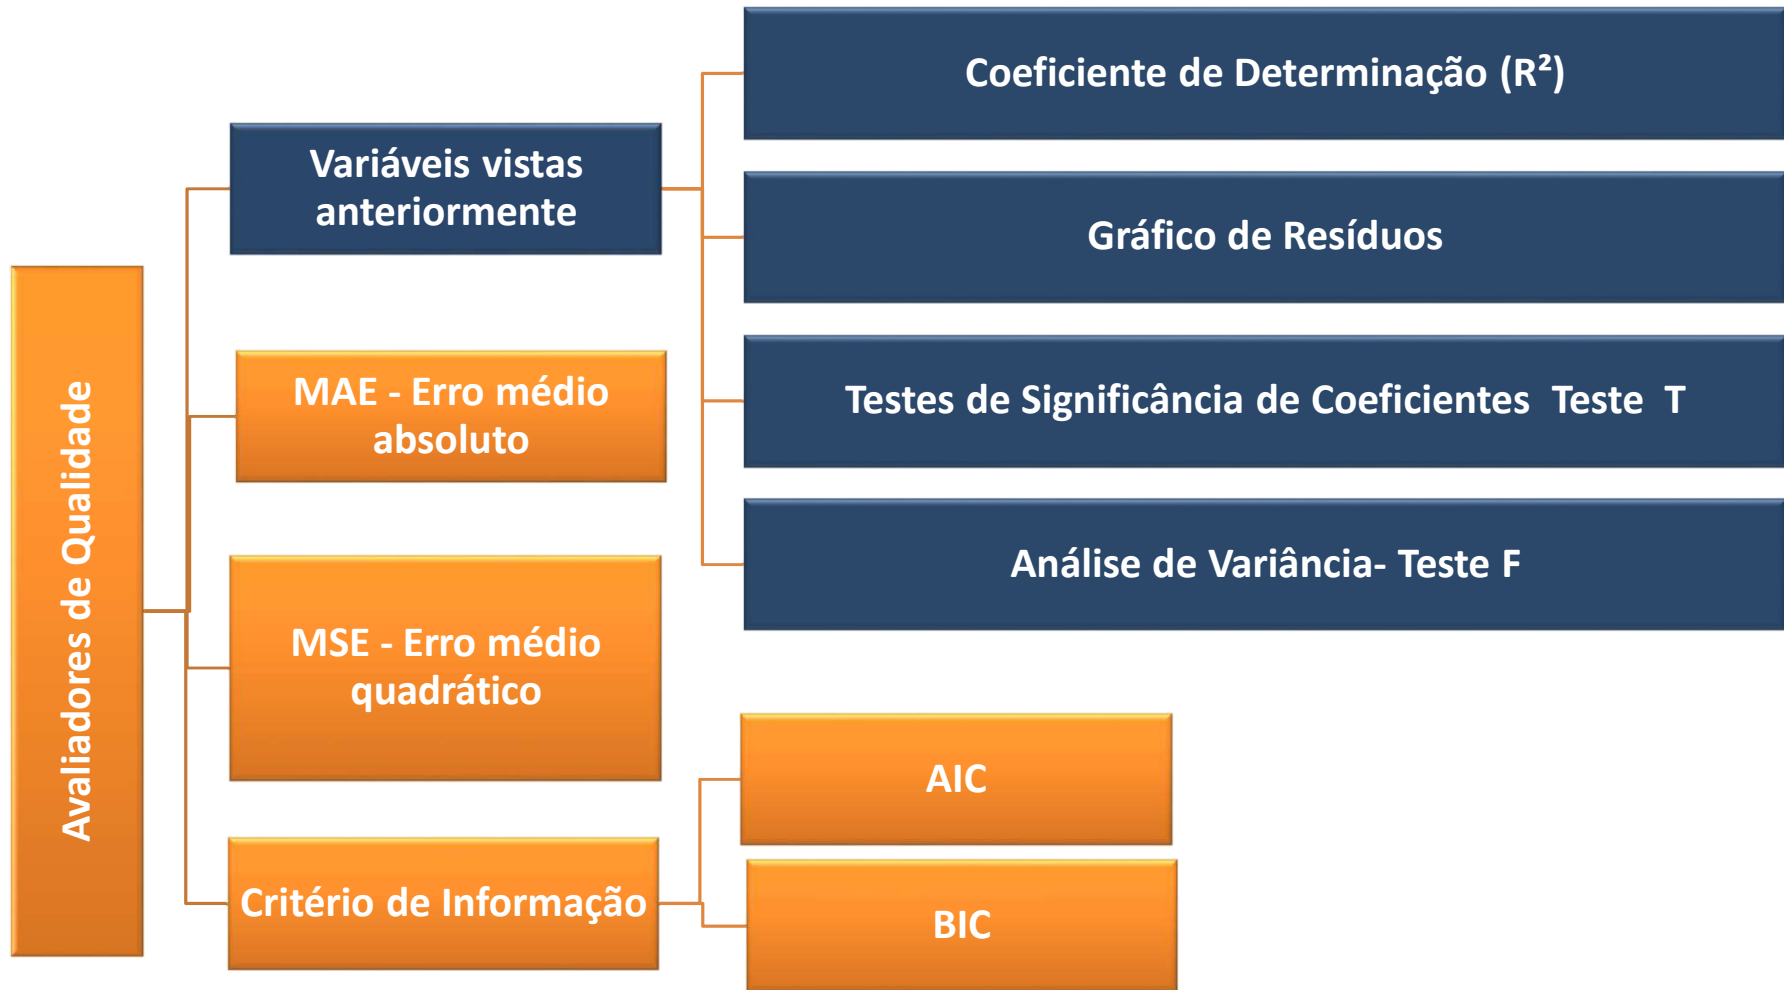 Avaliadores de Qualidade
Variáveis vistas
anteriormente
Coeficiente de Determinação (R²)
Gráfico de Resíduos
Testes de Significância de Coeficientes  Teste  T
Análise de Variância- Teste F
MAE - Erro médio
absoluto
MSE - Erro médio
quadrático
Critério de Informação
AIC
BIC